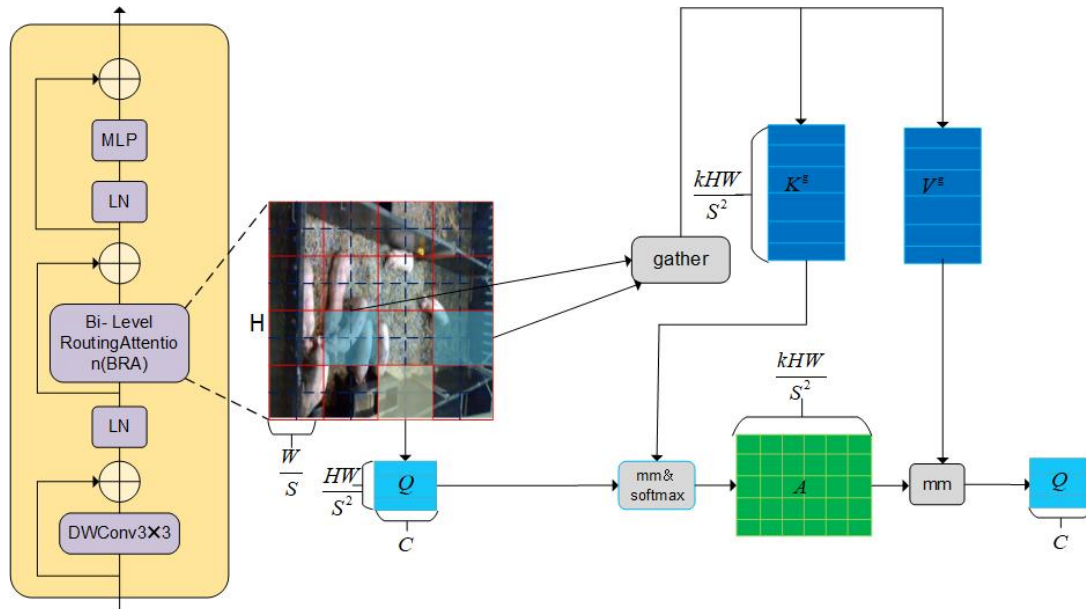 MLP
LN
Bi- Level
RoutingAttentio
n(BRA)
LN
DWConv3×3
H
W
S
HW
S²
Q
C
gather
kHW
S²
K^g
V^g
mm&
softmax
kHW
S²
A
mm
Q
C